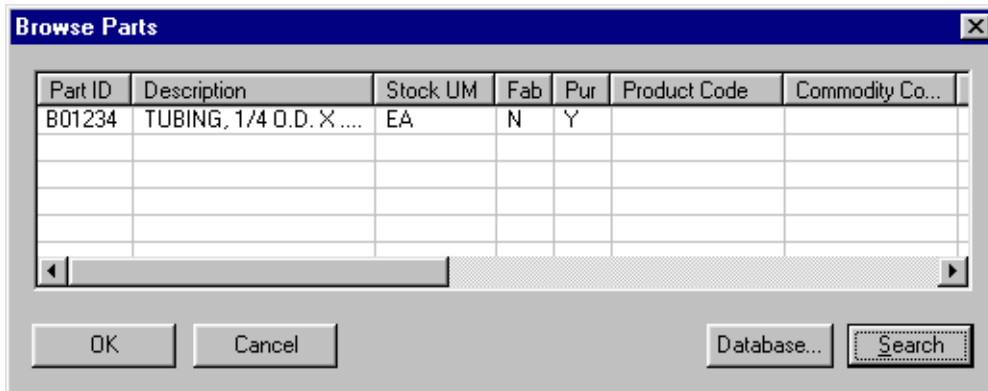 Browse Parts
Part ID Description Stock UM Fab Pur Product Code Commodity Co...
B01234 TUBING, 1/4 O.D. X .... EA N Y
OK Cancel Database... Search